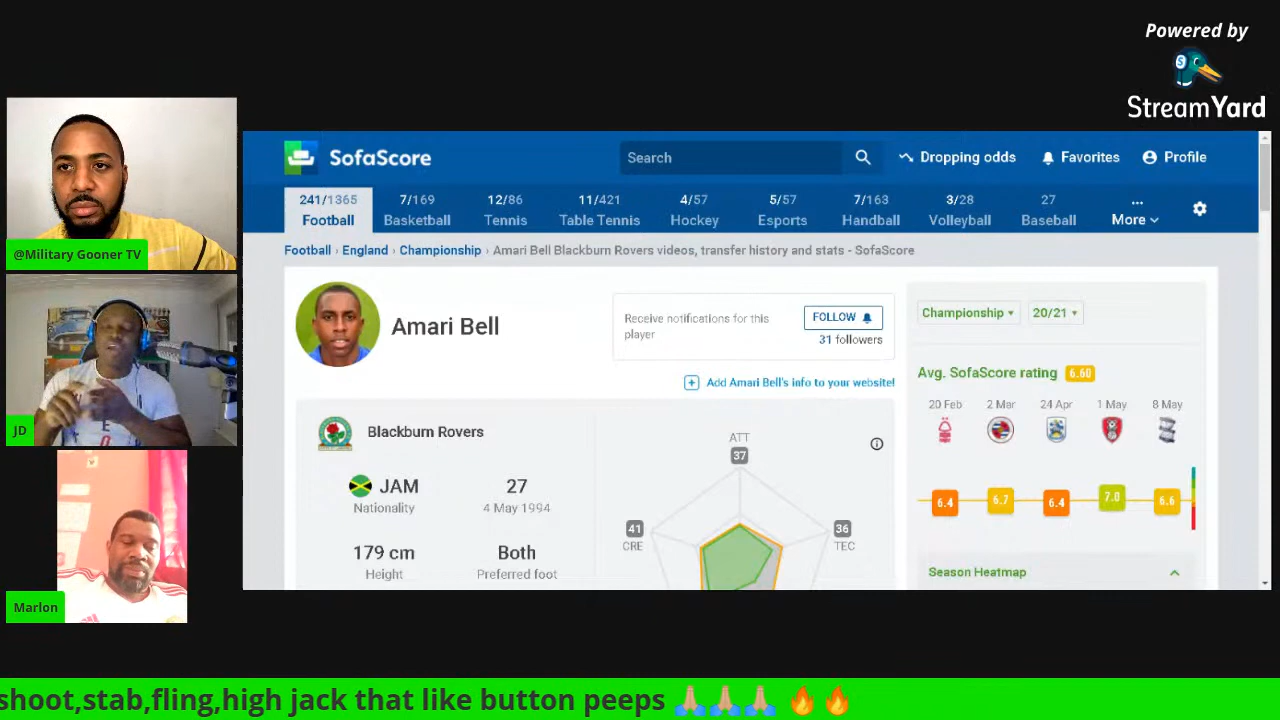 Powered by
StreamYard
SofaScore
Search
Dropping odds
Favorites
Profile
241/1365
Football
7/169
Basketball
12/86
Tennis
11/421
Table Tennis
4/57
Hockey
5/57
Esports
7/163
Handball
3/28
Volleyball
27
Baseball
...
More
Football › England › Championship › Amari Bell Blackburn Rovers videos, transfer history and stats - SofaScore
Amari Bell
Receive notifications for this
player
FOLLOW
31 followers
Add Amari Bell's info to your website!
Blackburn Rovers
JAM
Nationality
27
4 May 1994
179 cm
Height
Both
Preferred foot
ATT
37
41
CRE
36
TEC
Championship
20/21
Avg. SofaScore rating 6.60
20 Feb
2 Mar
24 Apr
1 May
8 May
6.4
6.7
6.4
7.0
6.6
Season Heatmap
@Military Gooner TV
JD
Marlon
shoot,stab,fling,high jack that like button peeps 🙏🏽🙏🏽🙏🏽 🔥🔥